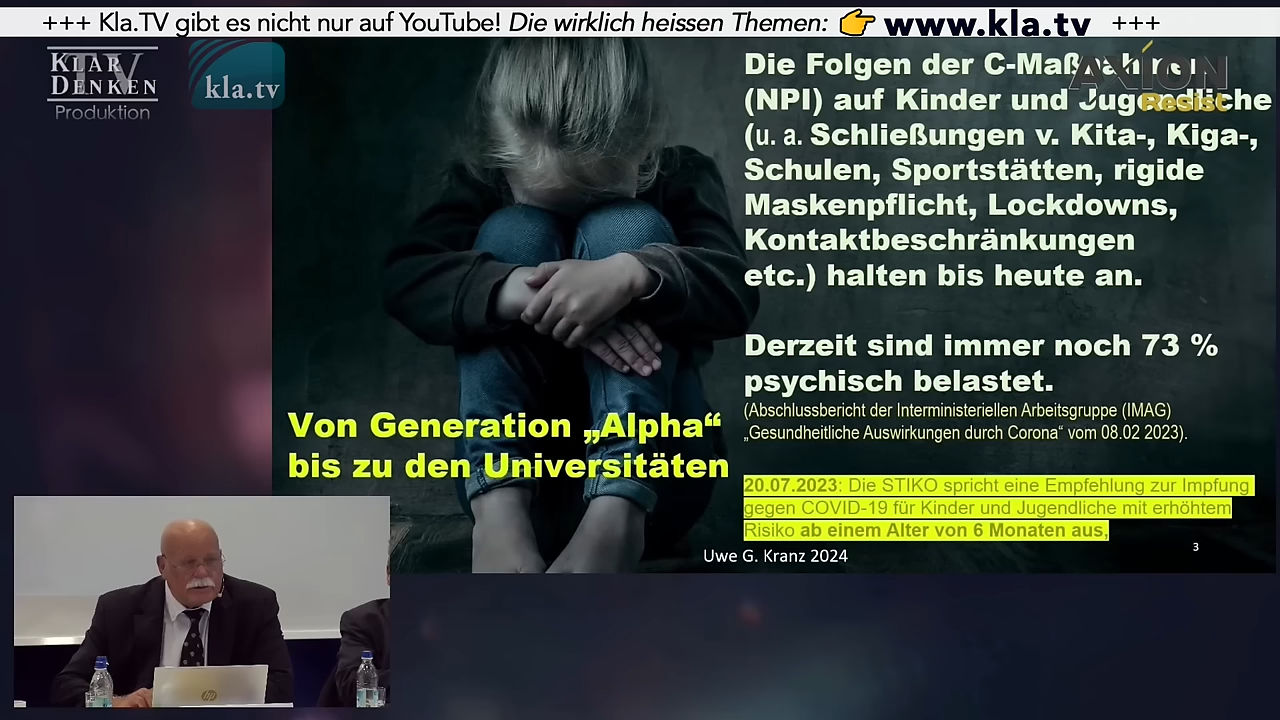 +++ Kla.TV gibt es nicht nur auf YouTube! Die wirklich heissen Themen: 👉 www.kla.tv +++
KLAR
DENKEN
TV
Produktion
kla.tv
AXION
Resist
Die Folgen der C-Maßnahmen
(NPI) auf Kinder und Jugendliche
(u. a. Schließungen v. Kita-, Kiga-,
Schulen, Sportstätten, rigide
Maskenpflicht, Lockdowns,
Kontaktbeschränkungen
etc.) halten bis heute an.
Derzeit sind immer noch 73 %
psychisch belastet.
(Abschlussbericht der Interministeriellen Arbeitsgruppe (IMAG)
„Gesundheitliche Auswirkungen durch Corona“ vom 08.02 2023).
Von Generation „Alpha“
bis zu den Universitäten
20.07.2023: Die STIKO spricht eine Empfehlung zur Impfung
gegen COVID-19 für Kinder und Jugendliche mit erhöhtem
Risiko ab einem Alter von 6 Monaten aus,
Uwe G. Kranz 2024
3
hp